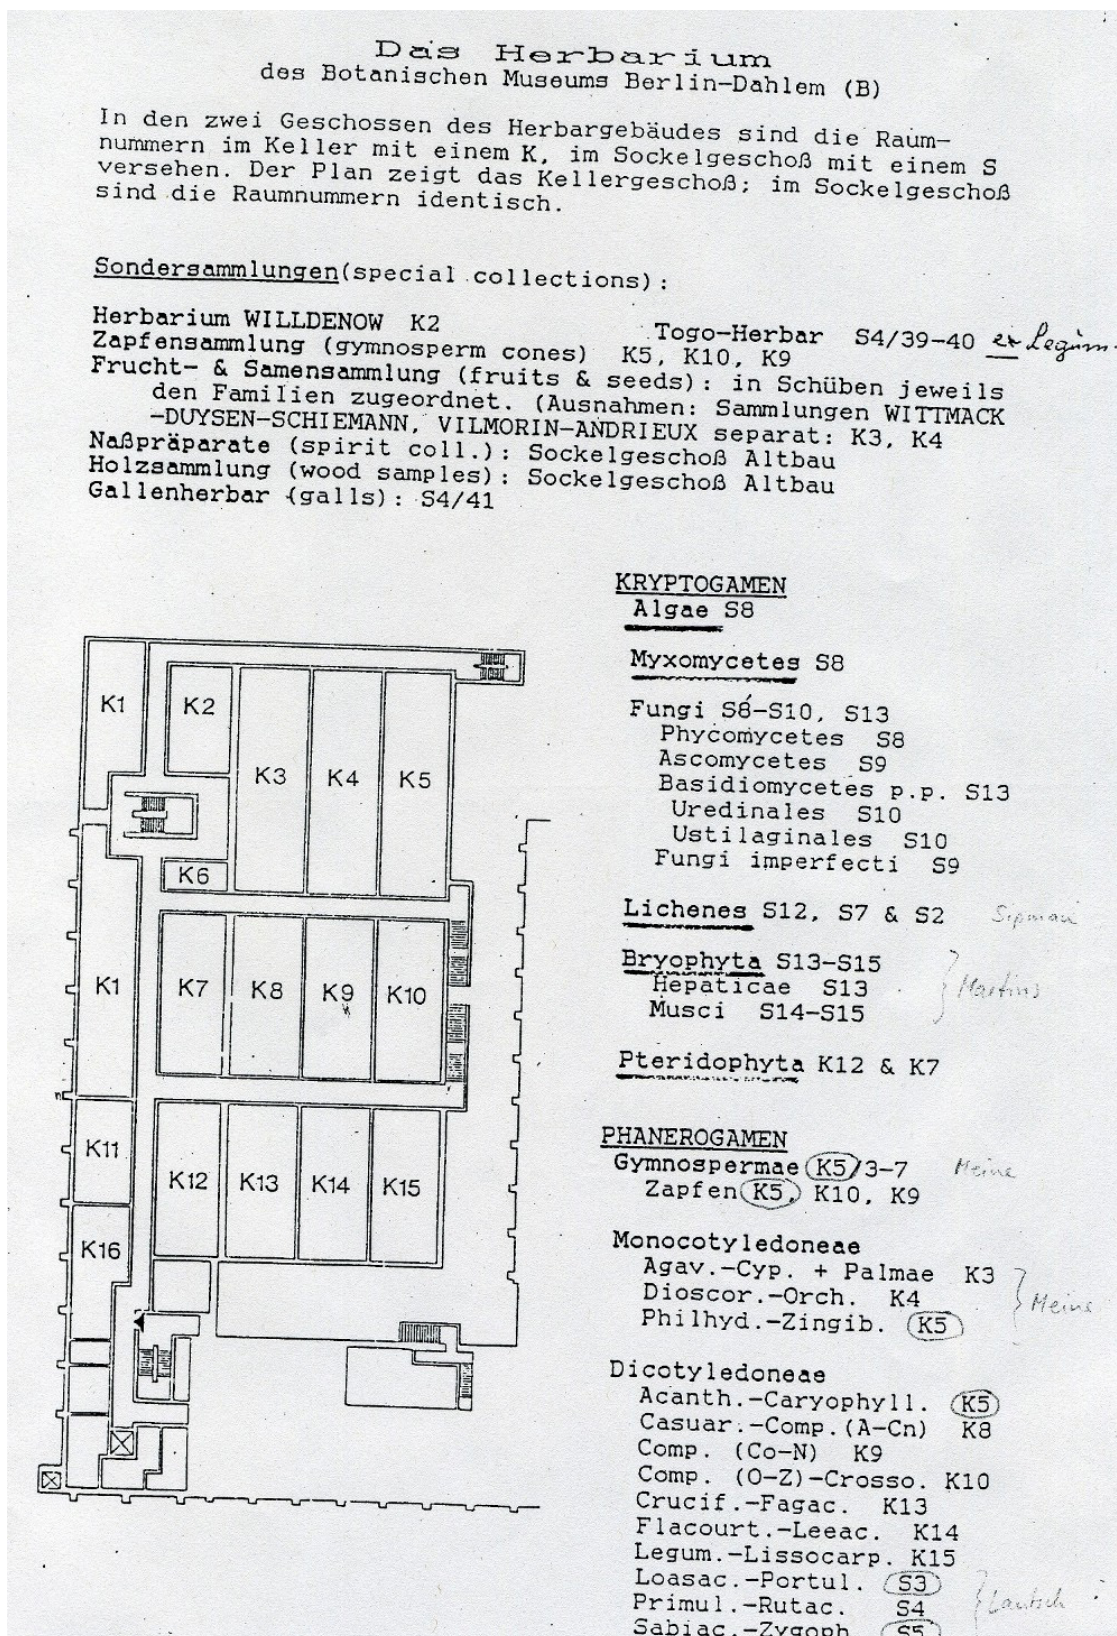 Das Herbarium
des Botanischen Museums Berlin-Dahlem (B)
In den zwei Geschossen des Herbargebäudes sind die Raum-
nummern im Keller mit einem K, im Sockelgeschoß mit einem S
versehen. Der Plan zeigt das Kellergeschoß; im Sockelgeschoß
sind die Raumnummern identisch.
Sondersammlungen(special collections):
Herbarium WILLDENOW K2
Togo-Herbar S4/39-40 ex Legum.
Zapfensammlung (gymnosperm cones) K5, K10, K9
Frucht- & Samensammlung (fruits & seeds): in Schüben jeweils
den Familien zugeordnet. (Ausnahmen: Sammlungen WITTMACK
-DUYSEN-SCHIEMANN, VILMORIN-ANDRIEUX separat: K3, K4
Naßpräparate (spirit coll.): Sockelgeschoß Altbau
Holzsammlung (wood samples): Sockelgeschoß Altbau
Gallenherbar (galls): S4/41
K1
K2
K3
K4
K5
K6
K1
K7
K8
K9
K10
K11
K12
K13
K14
K15
K16
KRYPTOGAMEN
Algae S8
Myxomycetes S8
Fungi S8-S10, S13
Phycomycetes S8
Ascomycetes S9
Basidiomycetes p.p. S13
Uredinales S10
Ustilaginales S10
Fungi imperfecti S9
Lichenes S12, S7 & S2
Bryophyta S13-S15
Hepaticae S13
Musci S14-S15
Martins
Pteridophyta K12 & K7
PHANEROGAMEN
Gymnospermae K5/3-7 Meine
Zapfen K5, K10, K9
Monocotyledoneae
Agav.-Cyp. + Palmae K3
Dioscor.-Orch. K4
Philhyd.-Zingib. K5
Meine
Dicotyledoneae
Acanth.-Caryophyll. K5
Casuar.-Comp.(A-Cn) K8
Comp. (Co-N) K9
Comp. (O-Z)-Crosso. K10
Crucif.-Fagac. K13
Flacourt.-Leeac. K14
Legum.-Lissocarp. K15
Loasac.-Portul. S3
Primul.-Rutac. S4
Sabiac.-Zygoph. S5